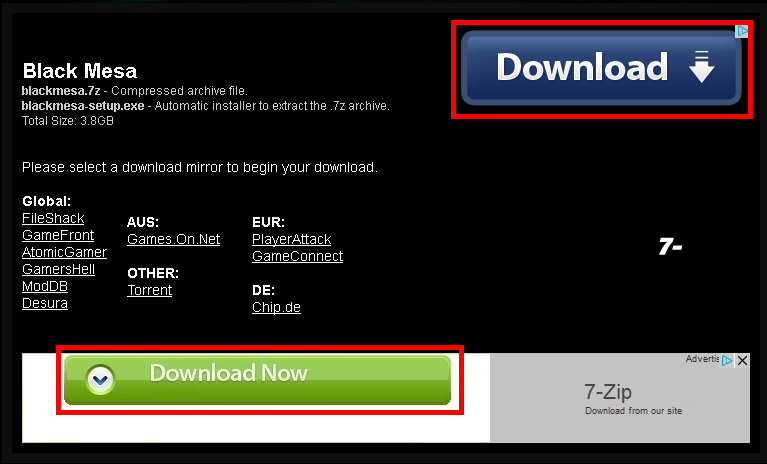 Download
Black Mesa
blackmesa.7z - Compressed archive file.
blackmesa-setup.exe - Automatic installer to extract the .7z archive.
Total Size: 3.8GB
Please select a download mirror to begin your download.
Global:
FileShack
GameFront
AtomicGamer
GamersHell
ModDB
Desura
AUS:
Games.On.Net
OTHER:
Torrent
EUR:
PlayerAttack
GameConnect
DE:
Chip.de
7-
Download Now
Advertis
7-Zip
Download from our site